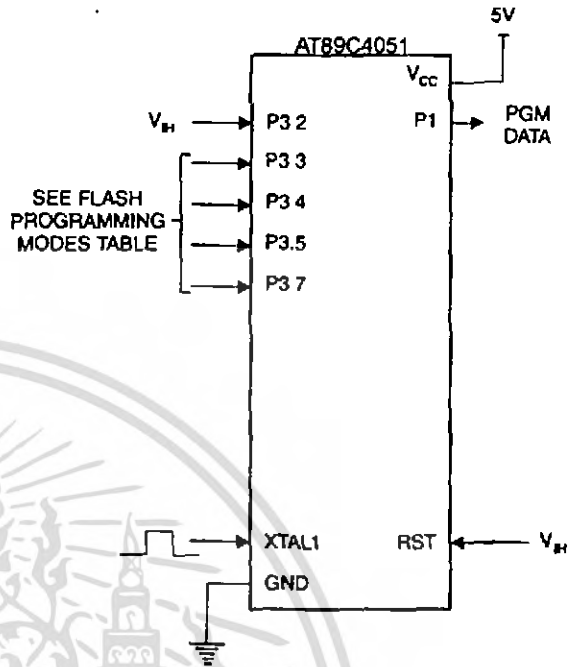 5V
AT89C4051
VCC
VIH
P3 2
P1
PGM
DATA
P3 3
SEE FLASH
PROGRAMMING
MODES TABLE
P3 4
P3.5
P3 7
XTAL1
RST
VIH
GND